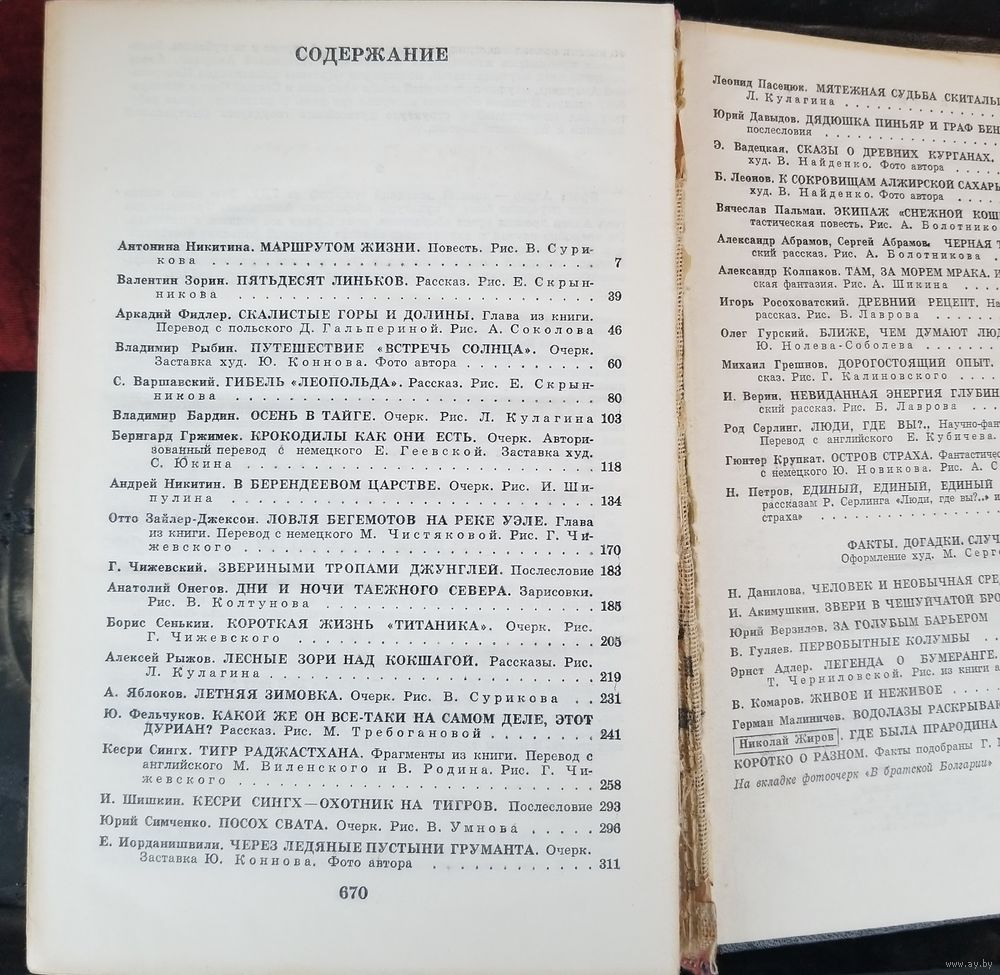 СОДЕРЖАНИЕ
Антонина Никитина. МАРШРУТОМ ЖИЗНИ. Повесть. Рис. В. Сури-
кова . . . . . . . . . . . . . . . . . . 7
Валентин Зорин. ПЯТЬДЕСЯТ ЛИНЬКОВ. Рассказ. Рис. Е. Скрын-
никова . . . . . . . . . . . . . . . . . . 39
Аркадий Фидлер. СКАЛИСТЫЕ ГОРЫ И ДОЛИНЫ. Глава из книги.
Перевод с польского Д. Гальпериной. Рис. А. Соколова 46
Владимир Рыбин. ПУТЕШЕСТВИЕ «ВСТРЕЧЬ СОЛНЦА». Очерк.
Заставка худ. Ю. Коннова. Фото автора . . . . . . . . 60
С. Варшавский. ГИБЕЛЬ «ЛЕОПОЛЬДА». Рассказ. Рис. Е. Скрын-
никова . . . . . . . . . . . . . . . . . . 80
Владимир Бардин. ОСЕНЬ В ТАЙГЕ. Очерк. Рис. Л. Кулагина 103
Бернгард Гржимек. КРОКОДИЛЫ КАК ОНИ ЕСТЬ. Очерк. Автори-
зованный перевод с немецкого Е. Геевской. Заставка худ.
С. Юкина . . . . . . . . . . . . . . . . . 118
Андрей Никитин. В БЕРЕНДЕЕВОМ ЦАРСТВЕ. Очерк. Рис. И. Ши-
пулина . . . . . . . . . . . . . . . . . . 134
Отто Зайлер-Джексон. ЛОВЛЯ БЕГЕМОТОВ НА РЕКЕ УЭЛЕ. Глава
из книги. Перевод с немецкого М. Чистяковой. Рис. Г. Чи-
жевского . . . . . . . . . . . . . . . . . 170
Г. Чижевский. ЗВЕРИНЫМИ ТРОПАМИ ДЖУНГЛЕЙ. Послесловие 183
Анатолий Онегов. ДНИ И НОЧИ ТАЕЖНОГО СЕВЕРА. Зарисовки.
Рис. В. Колтунова . . . . . . . . . . . . . 185
Борис Сенькин. КОРОТКАЯ ЖИЗНЬ «ТИТАНИКА». Очерк. Рис.
Г. Чижевского . . . . . . . . . . . . . . 205
Алексей Рыжов. ЛЕСНЫЕ ЗОРИ НАД КОКШАГОЙ. Рассказы. Рис.
Л. Кулагина . . . . . . . . . . . . . . . 219
А. Яблоков. ЛЕТНЯЯ ЗИМОВКА. Очерк. Рис. В. Сурикова . . 231
Ю. Фельчуков. КАКОЙ ЖЕ ОН ВСЕ-ТАКИ НА САМОМ ДЕЛЕ, ЭТОТ
ДУРИАН? Рассказ. Рис. М. Требогановой . . . . . . . 241
Кесри Сингх. ТИГР РАДЖАСТХАНА. Фрагменты из книги. Перевод с
английского М. Виленского и В. Родина. Рис. Г. Чи-
жевского . . . . . . . . . . . . . . . . . 258
И. Шишкин. КЕСРИ СИНГХ — ОХОТНИК НА ТИГРОВ. Послесловие 293
Юрий Симченко. ПОСОХ СВАТА. Очерк. Рис. В. Умнова . . . . . 296
Е. Иорданишвили. ЧЕРЕЗ ЛЕДЯНЫЕ ПУСТЫНИ ГРУМАНТА. Очерк.
Заставка Ю. Коннова. Фото автора . . . . . . . . . . 311
670
Леонид Пасенюк. МЯТЕЖНАЯ СУДЬБА СКИТАЛЬ
Л. Кулагина . . . . . . . . . .
Юрий Давыдов. ДЯДЮШКА ПИНЬЯР И ГРАФ БЕН
послесловия . . . . . . . . . .
Э. Вадецкая. СКАЗЫ О ДРЕВНИХ КУРГАНАХ.
худ. В. Найденко. Фото автора . . . .
Б. Леонов. К СОКРОВИЩАМ АЛЖИРСКОЙ САХАРЫ
худ. В. Найденко. Фото автора . . . .
Вячеслав Пальман. ЭКИПАЖ «СНЕЖНОЙ КОШ
тастическая повесть. Рис. А. Болотнико
Александр Абрамов, Сергей Абрамов. ЧЕРНАЯ Т
ский рассказ. Рис. А. Болотникова .
Александр Колпаков. ТАМ, ЗА МОРЕМ МРАКА. И
ская фантазия. Рис. А. Шикина . . . .
Игорь Росоховатский. ДРЕВНИЙ РЕЦЕПТ. На
рассказ. Рис. В. Лаврова . . . .
Олег Гурский. БЛИЖЕ, ЧЕМ ДУМАЮТ ЛЮД
Ю. Нолева-Соболева . . . . .
Михаил Грешнов. ДОРОГОСТОЯЩИЙ ОПЫТ.
сказ. Рис. Г. Калиновского . . . .
И. Верин. НЕВИДАННАЯ ЭНЕРГИЯ ГЛУБИН
ский рассказ. Рис. Б. Лаврова . . .
Род Серлинг. ЛЮДИ, ГДЕ ВЫ?.. Научно-фант
Перевод с английского Е. Кубичева.
Гюнтер Крупкат. ОСТРОВ СТРАХА. Фантастичес
с немецкого Ю. Новикова. Рис. А. С
Н. Петров. ЕДИНЫЙ, ЕДИНЫЙ, ЕДИНЫЙ
рассказам Р. Серлинга «Люди, где вы?..» и
страха» . . . . . . . . . .
ФАКТЫ. ДОГАДКИ. СЛУЧ
Оформление худ. М. Серг
Н. Данилова. ЧЕЛОВЕК И НЕОБЫЧНАЯ СРЕД
И. Акимушкин. ЗВЕРИ В ЧЕШУЙЧАТОЙ БРО
Юрий Верзилов. ЗА ГОЛУБЫМ БАРЬЕРОМ
В. Гуляев. ПЕРВОБЫТНЫЕ КОЛУМБЫ . .
Эрнст Адлер. ЛЕГЕНДА О БУМЕРАНГЕ.
Т. Черниловской. Рис. из книги а
В. Комаров. ЖИВОЕ И НЕЖИВОЕ . . . .
Герман Малиничев. ВОДОЛАЗЫ РАСКРЫВАЮ
Николай Жиров. ГДЕ БЫЛА ПРАРОДИНА
КОРОТКО О РАЗНОМ. Факты подобраны Г.
На вкладке фотоочерк «В братской Болгарии»
www.ay.by